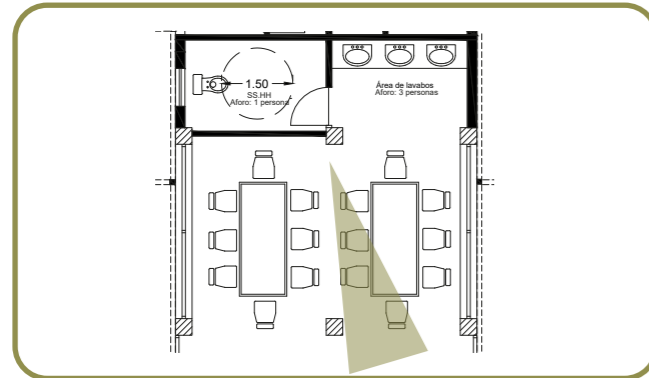 1.50
SS.HH
Aforo: 1 persona
Área de lavabos
Aforo: 3 personas